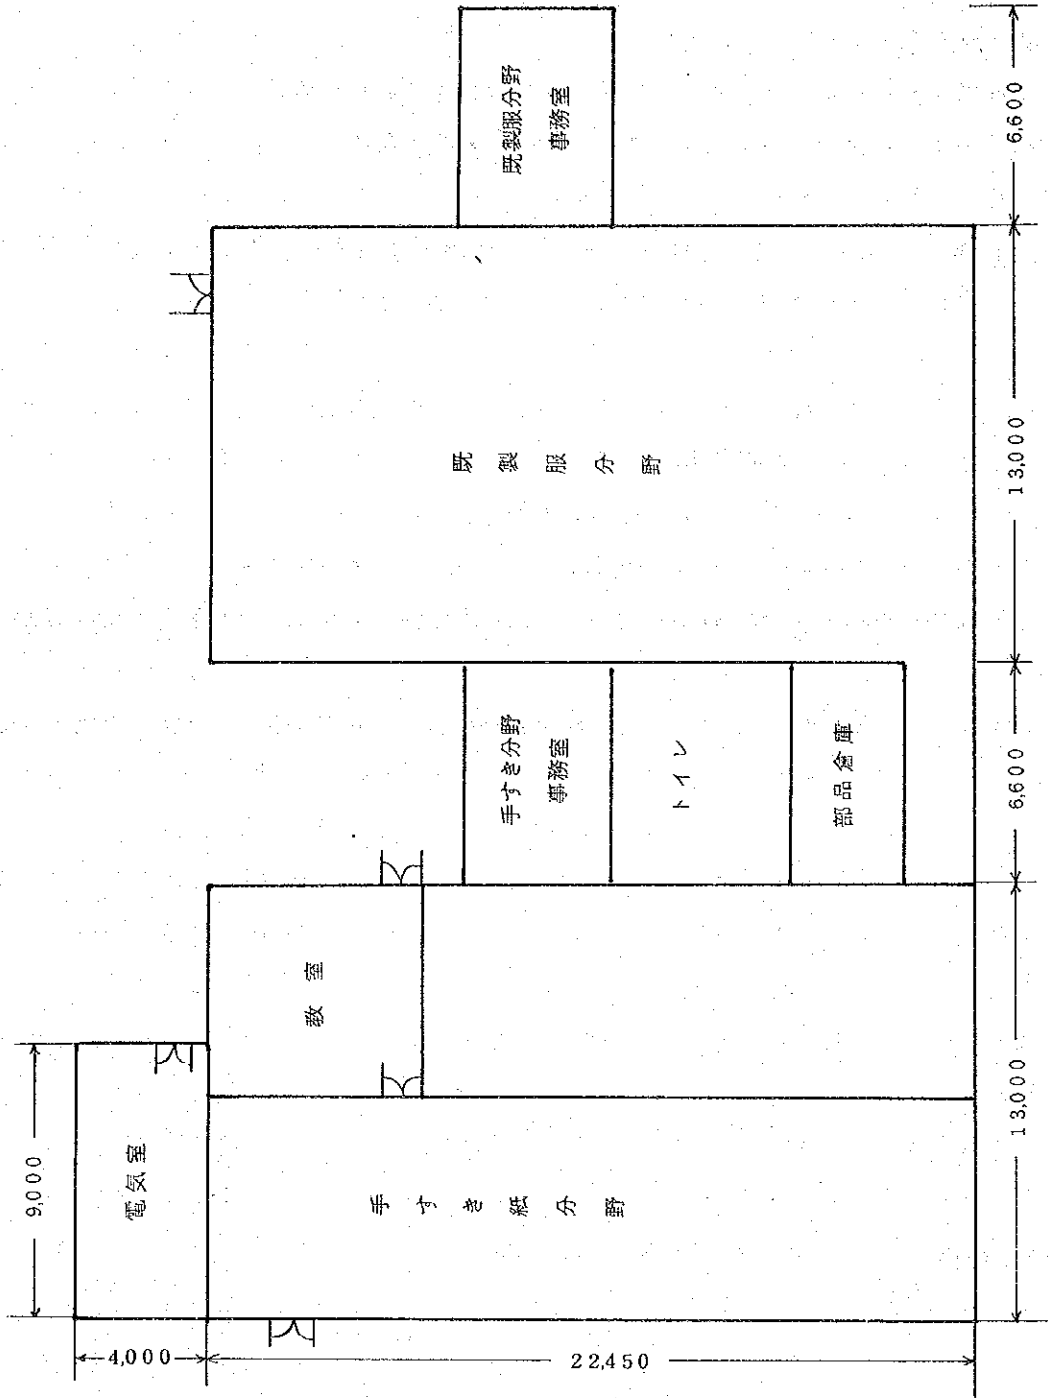 既製服分野
事務室
6,600
既製服分野
13,000
手すき分野
事務室
トイレ
部品倉庫
6,600
教室
9,000
電気室
手すき紙分野
13,000
4,000
22,450